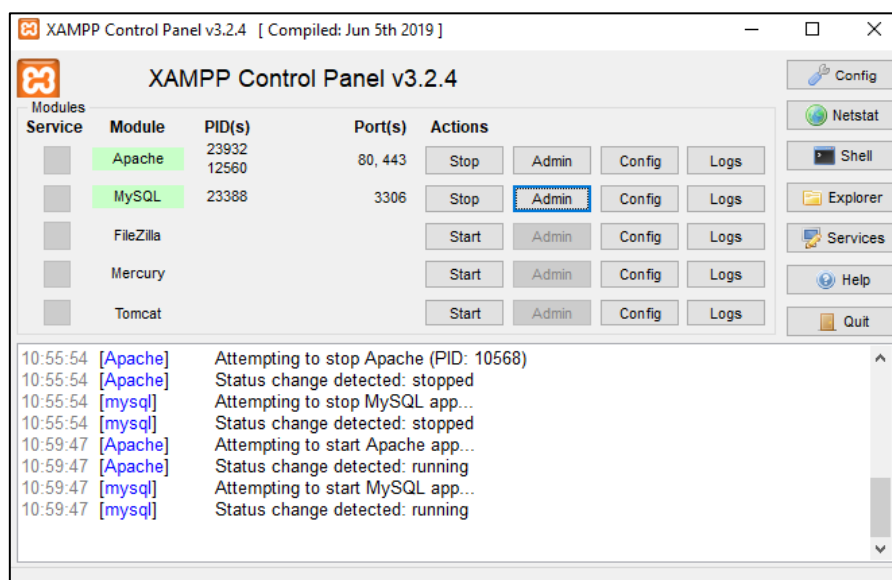 XAMPP Control Panel v3.2.4 [ Compiled: Jun 5th 2019 ]
XAMPP Control Panel v3.2.4
Config
Modules
Service Module PID(s) Port(s) Actions
Netstat
Apache 23932 12560 80, 443 Stop Admin Config Logs
Shell
MySQL 23388 3306 Stop Admin Config Logs
Explorer
FileZilla Start Admin Config Logs
Services
Mercury Start Admin Config Logs
Help
Tomcat Start Admin Config Logs
Quit
10:55:54 [Apache] Attempting to stop Apache (PID: 10568)
10:55:54 [Apache] Status change detected: stopped
10:55:54 [mysql] Attempting to stop MySQL app...
10:55:54 [mysql] Status change detected: stopped
10:59:47 [Apache] Attempting to start Apache app...
10:59:47 [Apache] Status change detected: running
10:59:47 [mysql] Attempting to start MySQL app...
10:59:47 [mysql] Status change detected: running